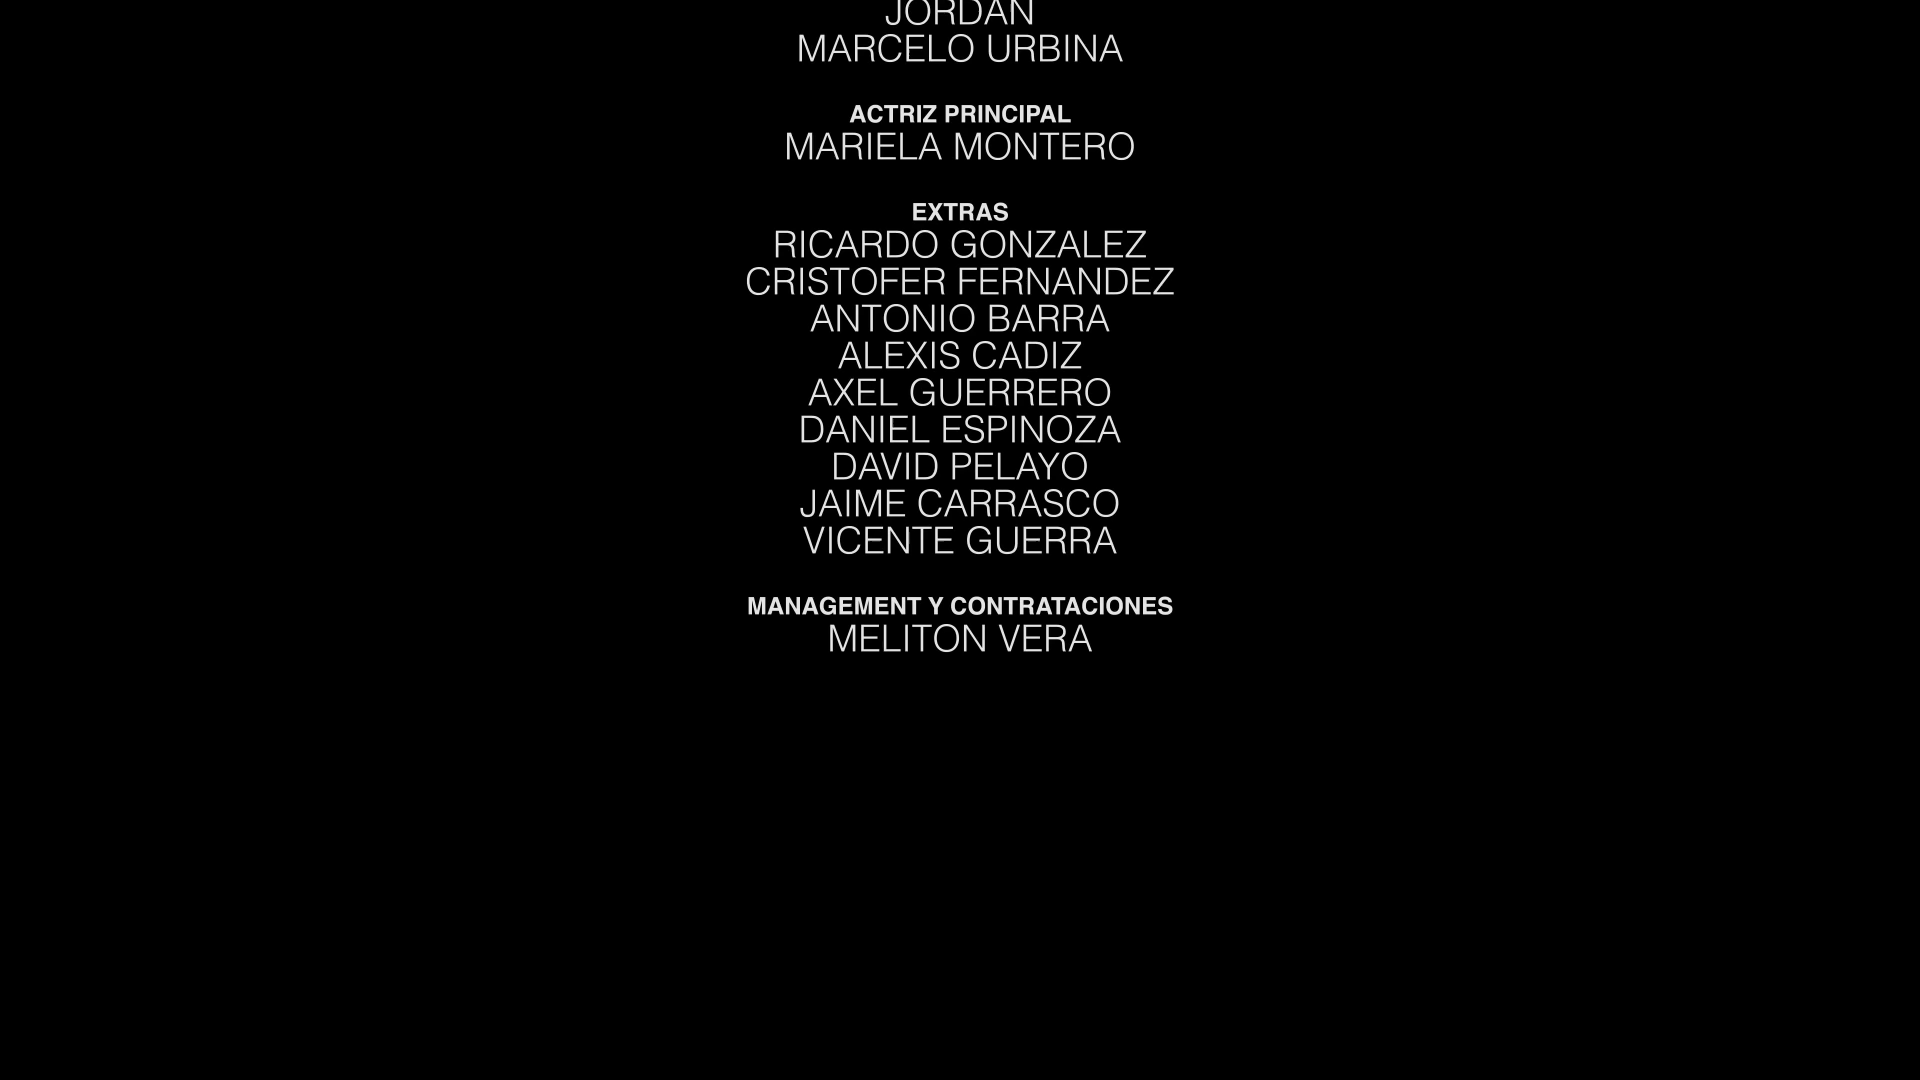 JORDAN
MARCELO URBINA
ACTRIZ PRINCIPAL
MARIELA MONTERO
EXTRAS
RICARDO GONZALEZ
CRISTOFER FERNANDEZ
ANTONIO BARRA
ALEXIS CADIZ
AXEL GUERRERO
DANIEL ESPINOZA
DAVID PELAYO
JAIME CARRASCO
VICENTE GUERRA
MANAGEMENT Y CONTRATACIONES
MELITON VERA